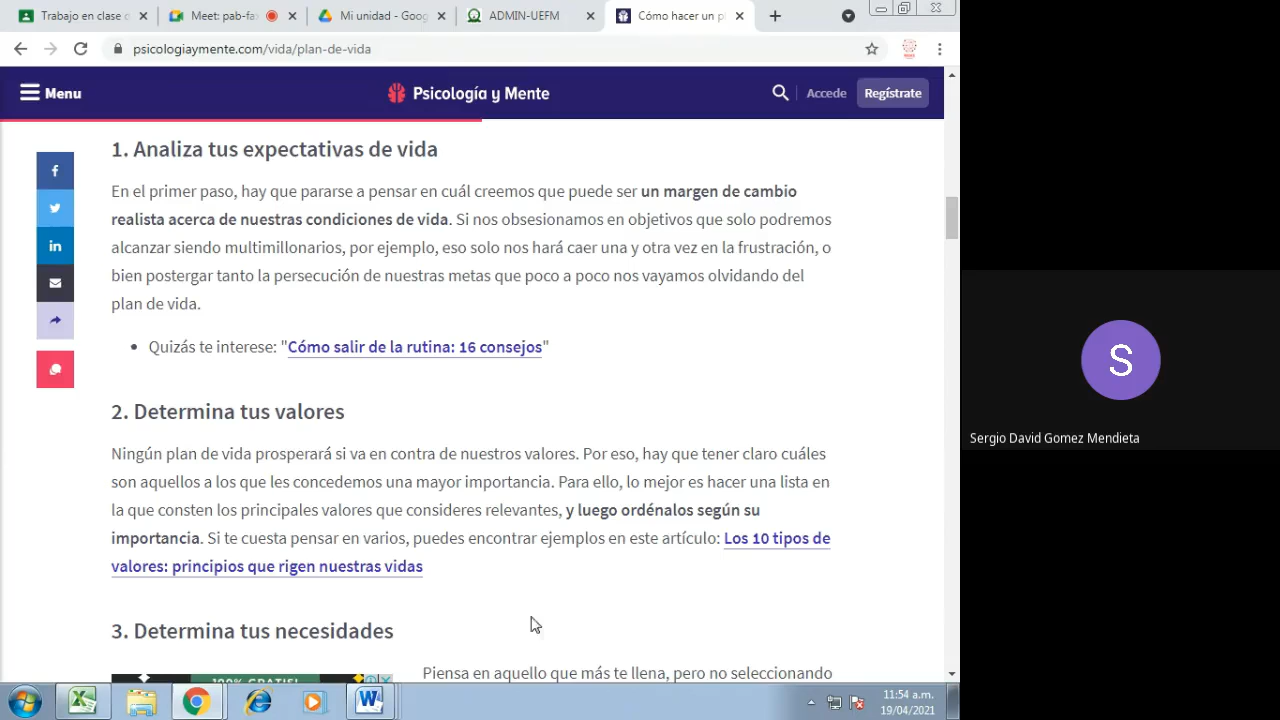 Trabajo en clase
Meet: pab-fa
Mi unidad - Goog
ADMIN-UEFM
Cómo hacer un p
psicologiaymente.com/vida/plan-de-vida
Menu
Psicología y Mente
Accede
Regístrate
1. Analiza tus expectativas de vida
En el primer paso, hay que pararse a pensar en cuál creemos que puede ser un margen de cambio
realista acerca de nuestras condiciones de vida. Si nos obsesionamos en objetivos que solo podremos
alcanzar siendo multimillonarios, por ejemplo, eso solo nos hará caer una y otra vez en la frustración, o
bien postergar tanto la persecución de nuestras metas que poco a poco nos vayamos olvidando del
plan de vida.
Quizás te interese: "Cómo salir de la rutina: 16 consejos"
2. Determina tus valores
Ningún plan de vida prosperará si va en contra de nuestros valores. Por eso, hay que tener claro cuáles
son aquellos a los que les concedemos una mayor importancia. Para ello, lo mejor es hacer una lista en
la que consten los principales valores que consideres relevantes, y luego ordénalos según su
importancia. Si te cuesta pensar en varios, puedes encontrar ejemplos en este artículo: Los 10 tipos de
valores: principios que rigen nuestras vidas
3. Determina tus necesidades
100% GRATIS!
Piensa en aquello que más te llena, pero no seleccionando
S
Sergio David Gomez Mendieta
11:54 a.m.
19/04/2021